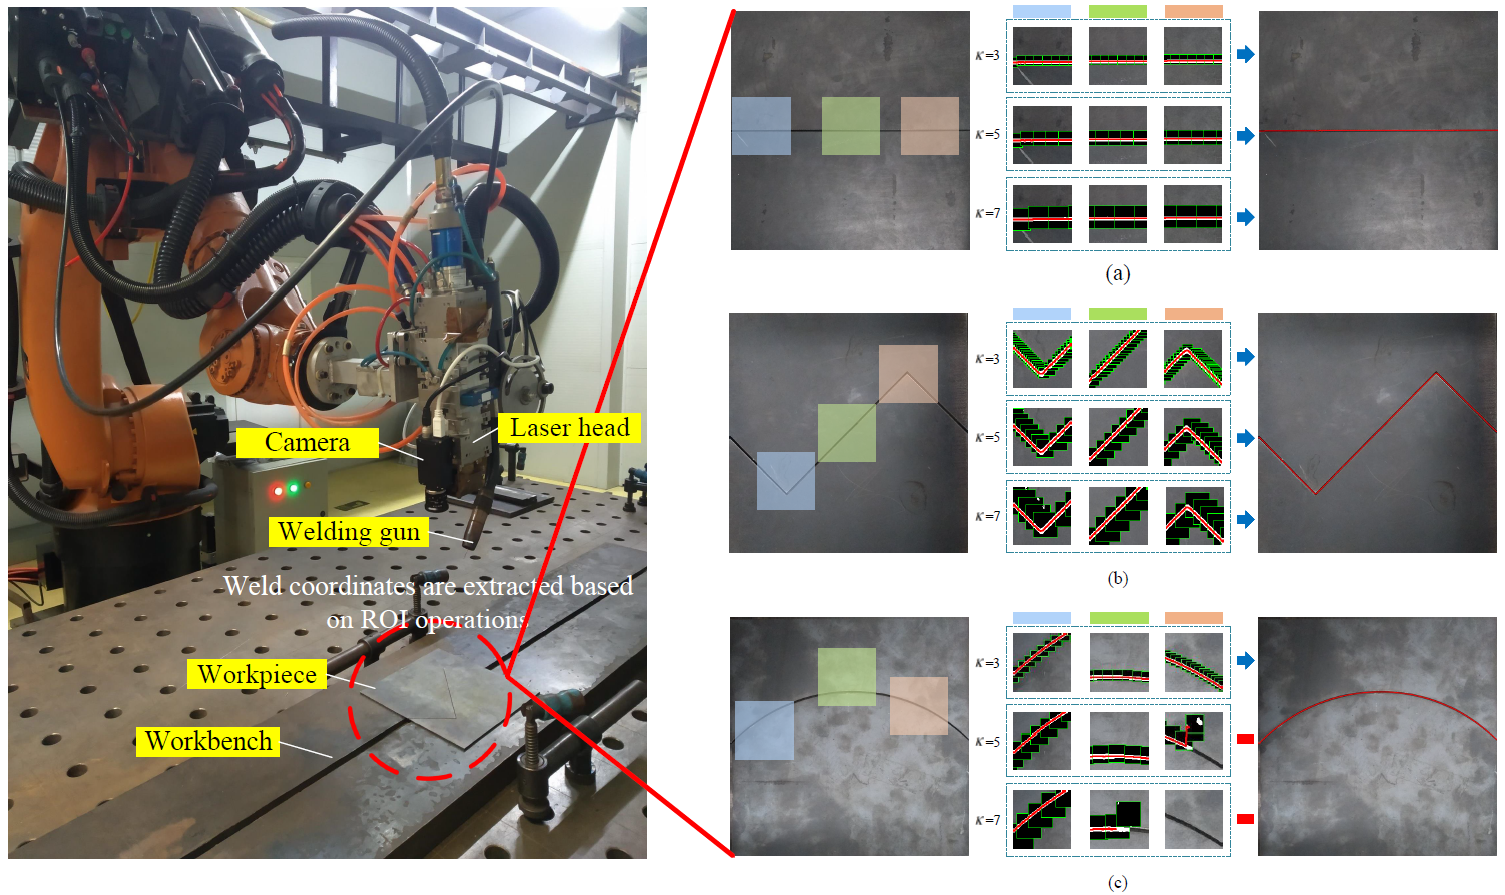 Camera
Laser head
Welding gun
Weld coordinates are extracted based
on ROI operations
Workpiece
Workbench
κ=3
κ=5
κ=7
(a)
κ=3
κ=5
κ=7
(b)
κ=3
κ=5
κ=7
(c)